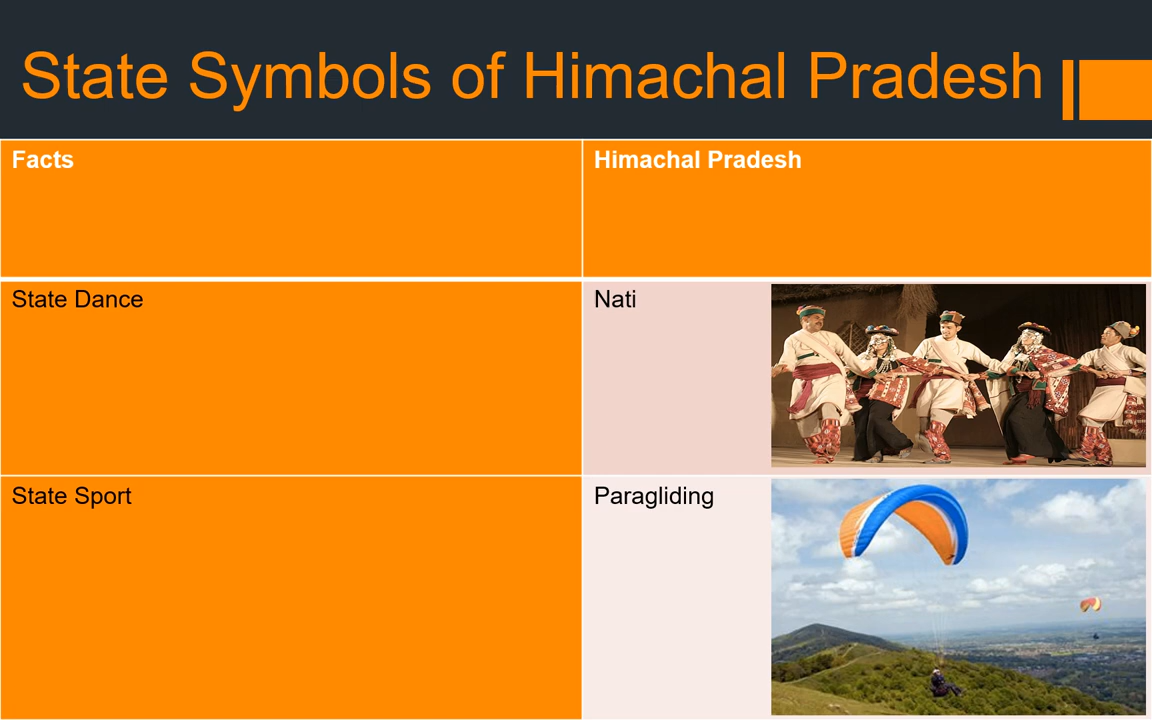 State Symbols of Himachal Pradesh
Facts
Himachal Pradesh
State Dance
Nati
State Sport
Paragliding